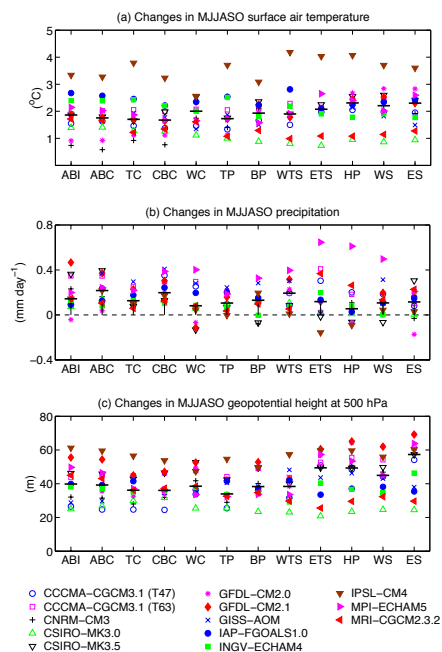 (a) Changes in MJJASO surface air temperature
(°C)
5
4
3
2
1
0
ABI ABC TC CBC WC TP BP WTS ETS HP WS ES
(b) Changes in MJJASO precipitation
(mm day⁻¹)
0.8
0.4
0
−0.4
ABI ABC TC CBC WC TP BP WTS ETS HP WS ES
(c) Changes in MJJASO geopotential height at 500 hPa
(m)
80
60
40
20
0
ABI ABC TC CBC WC TP BP WTS ETS HP WS ES
CCCMA−CGCM3.1 (T47)
CCCMA−CGCM3.1 (T63)
CNRM−CM3
CSIRO−MK3.0
CSIRO−MK3.5
GFDL−CM2.0
GFDL−CM2.1
GISS−AOM
IAP−FGOALS1.0
INGV−ECHAM4
IPSL−CM4
MPI−ECHAM5
MRI−CGCM2.3.2